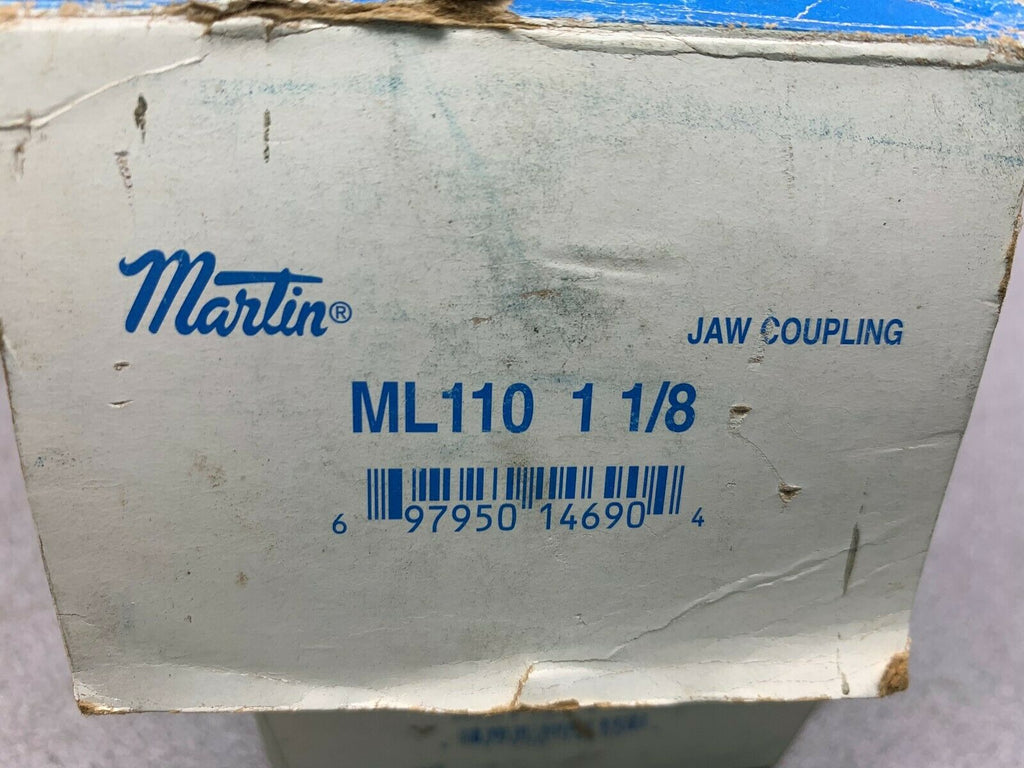 Martin®
JAW COUPLING
ML110 1 1/8
6 97950 14690 4